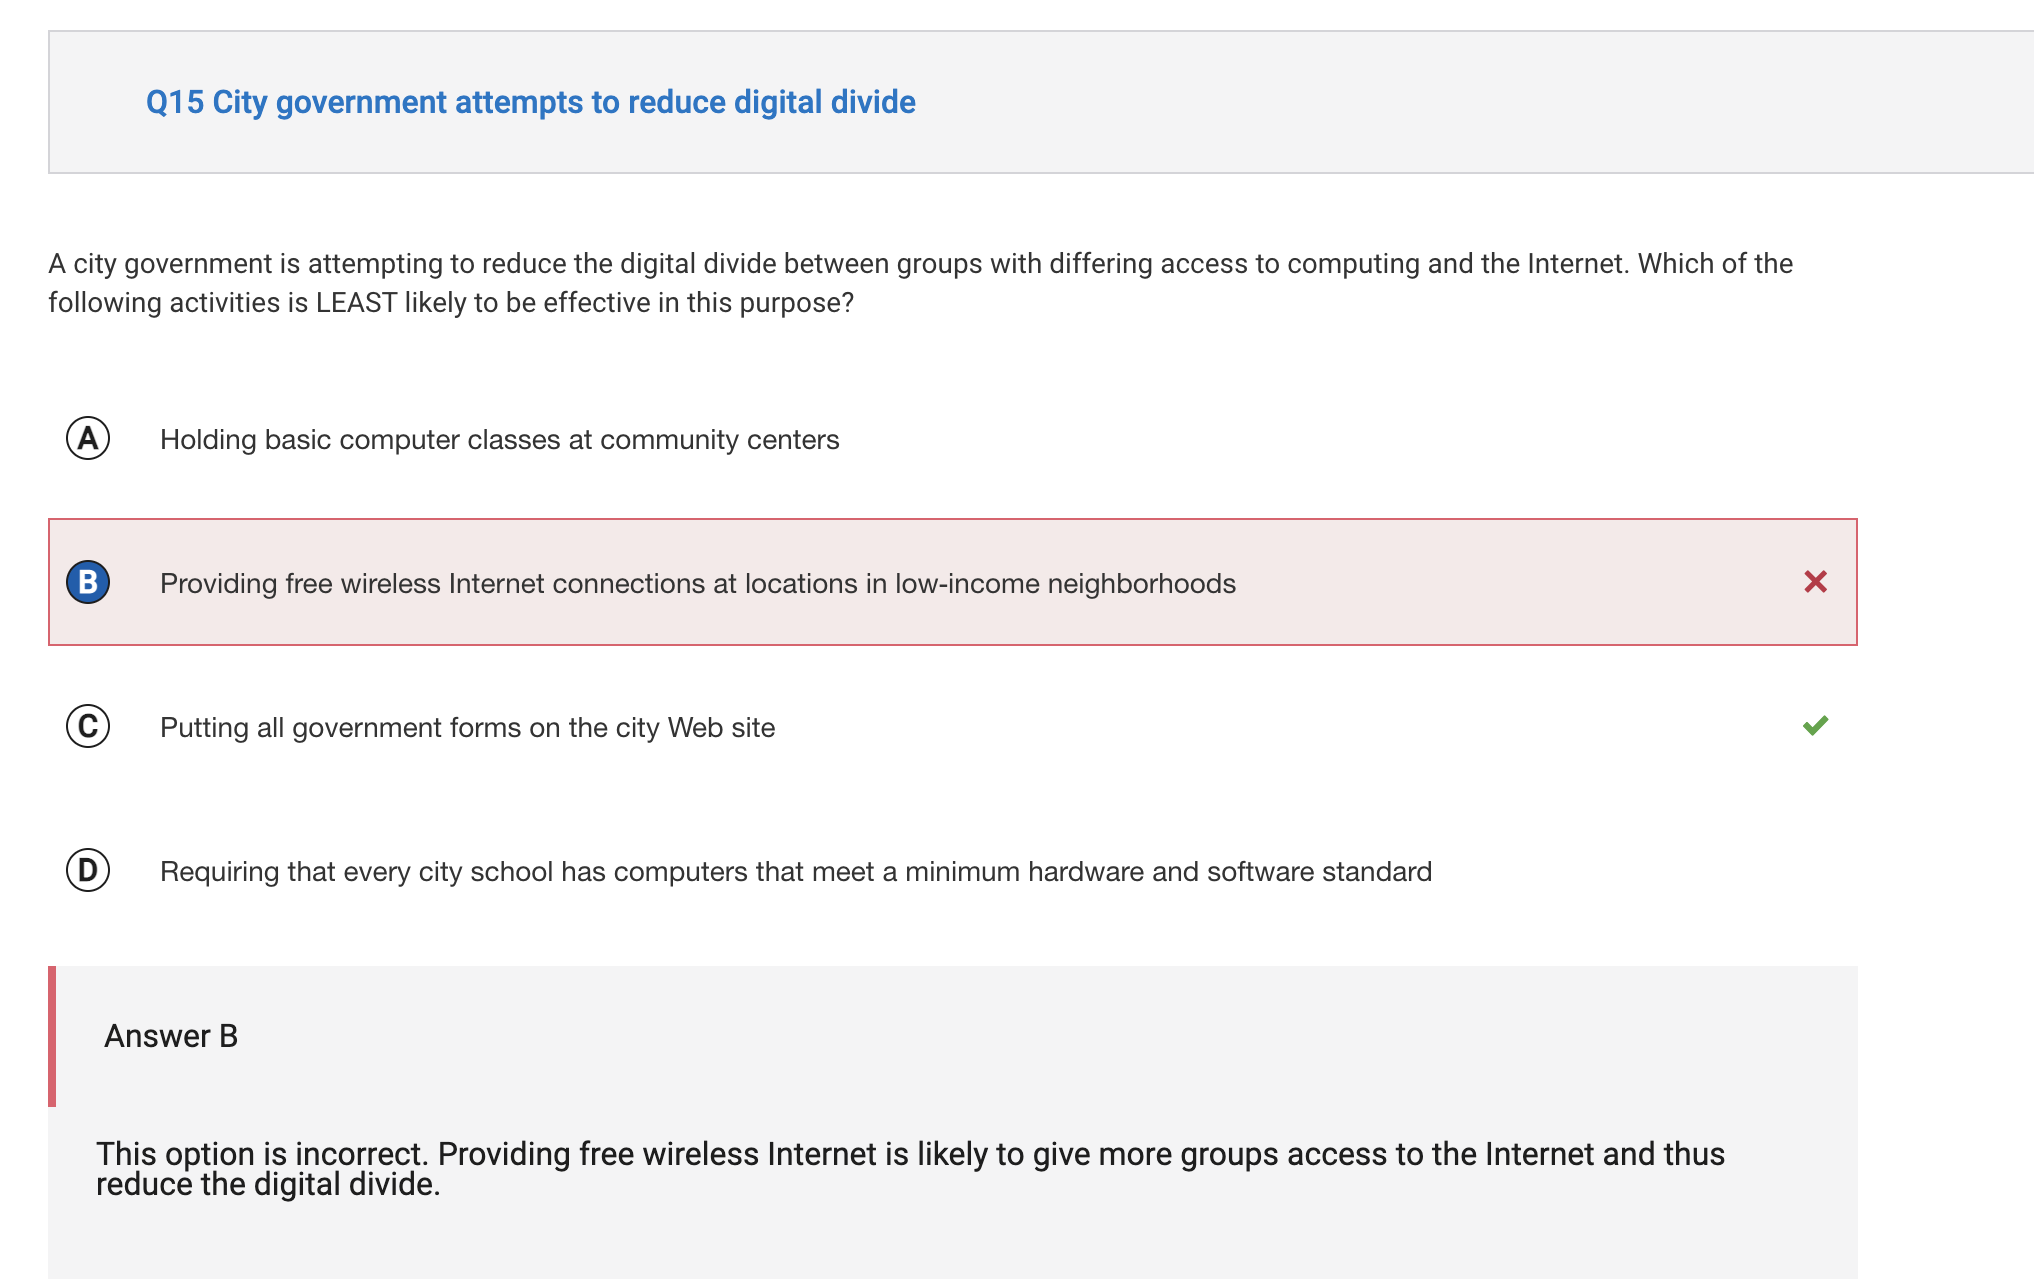 Q15 City government attempts to reduce digital divide
A city government is attempting to reduce the digital divide between groups with differing access to computing and the Internet. Which of the
following activities is LEAST likely to be effective in this purpose?
A Holding basic computer classes at community centers
B Providing free wireless Internet connections at locations in low-income neighborhoods
C Putting all government forms on the city Web site
D Requiring that every city school has computers that meet a minimum hardware and software standard
Answer B
This option is incorrect. Providing free wireless Internet is likely to give more groups access to the Internet and thus
reduce the digital divide.